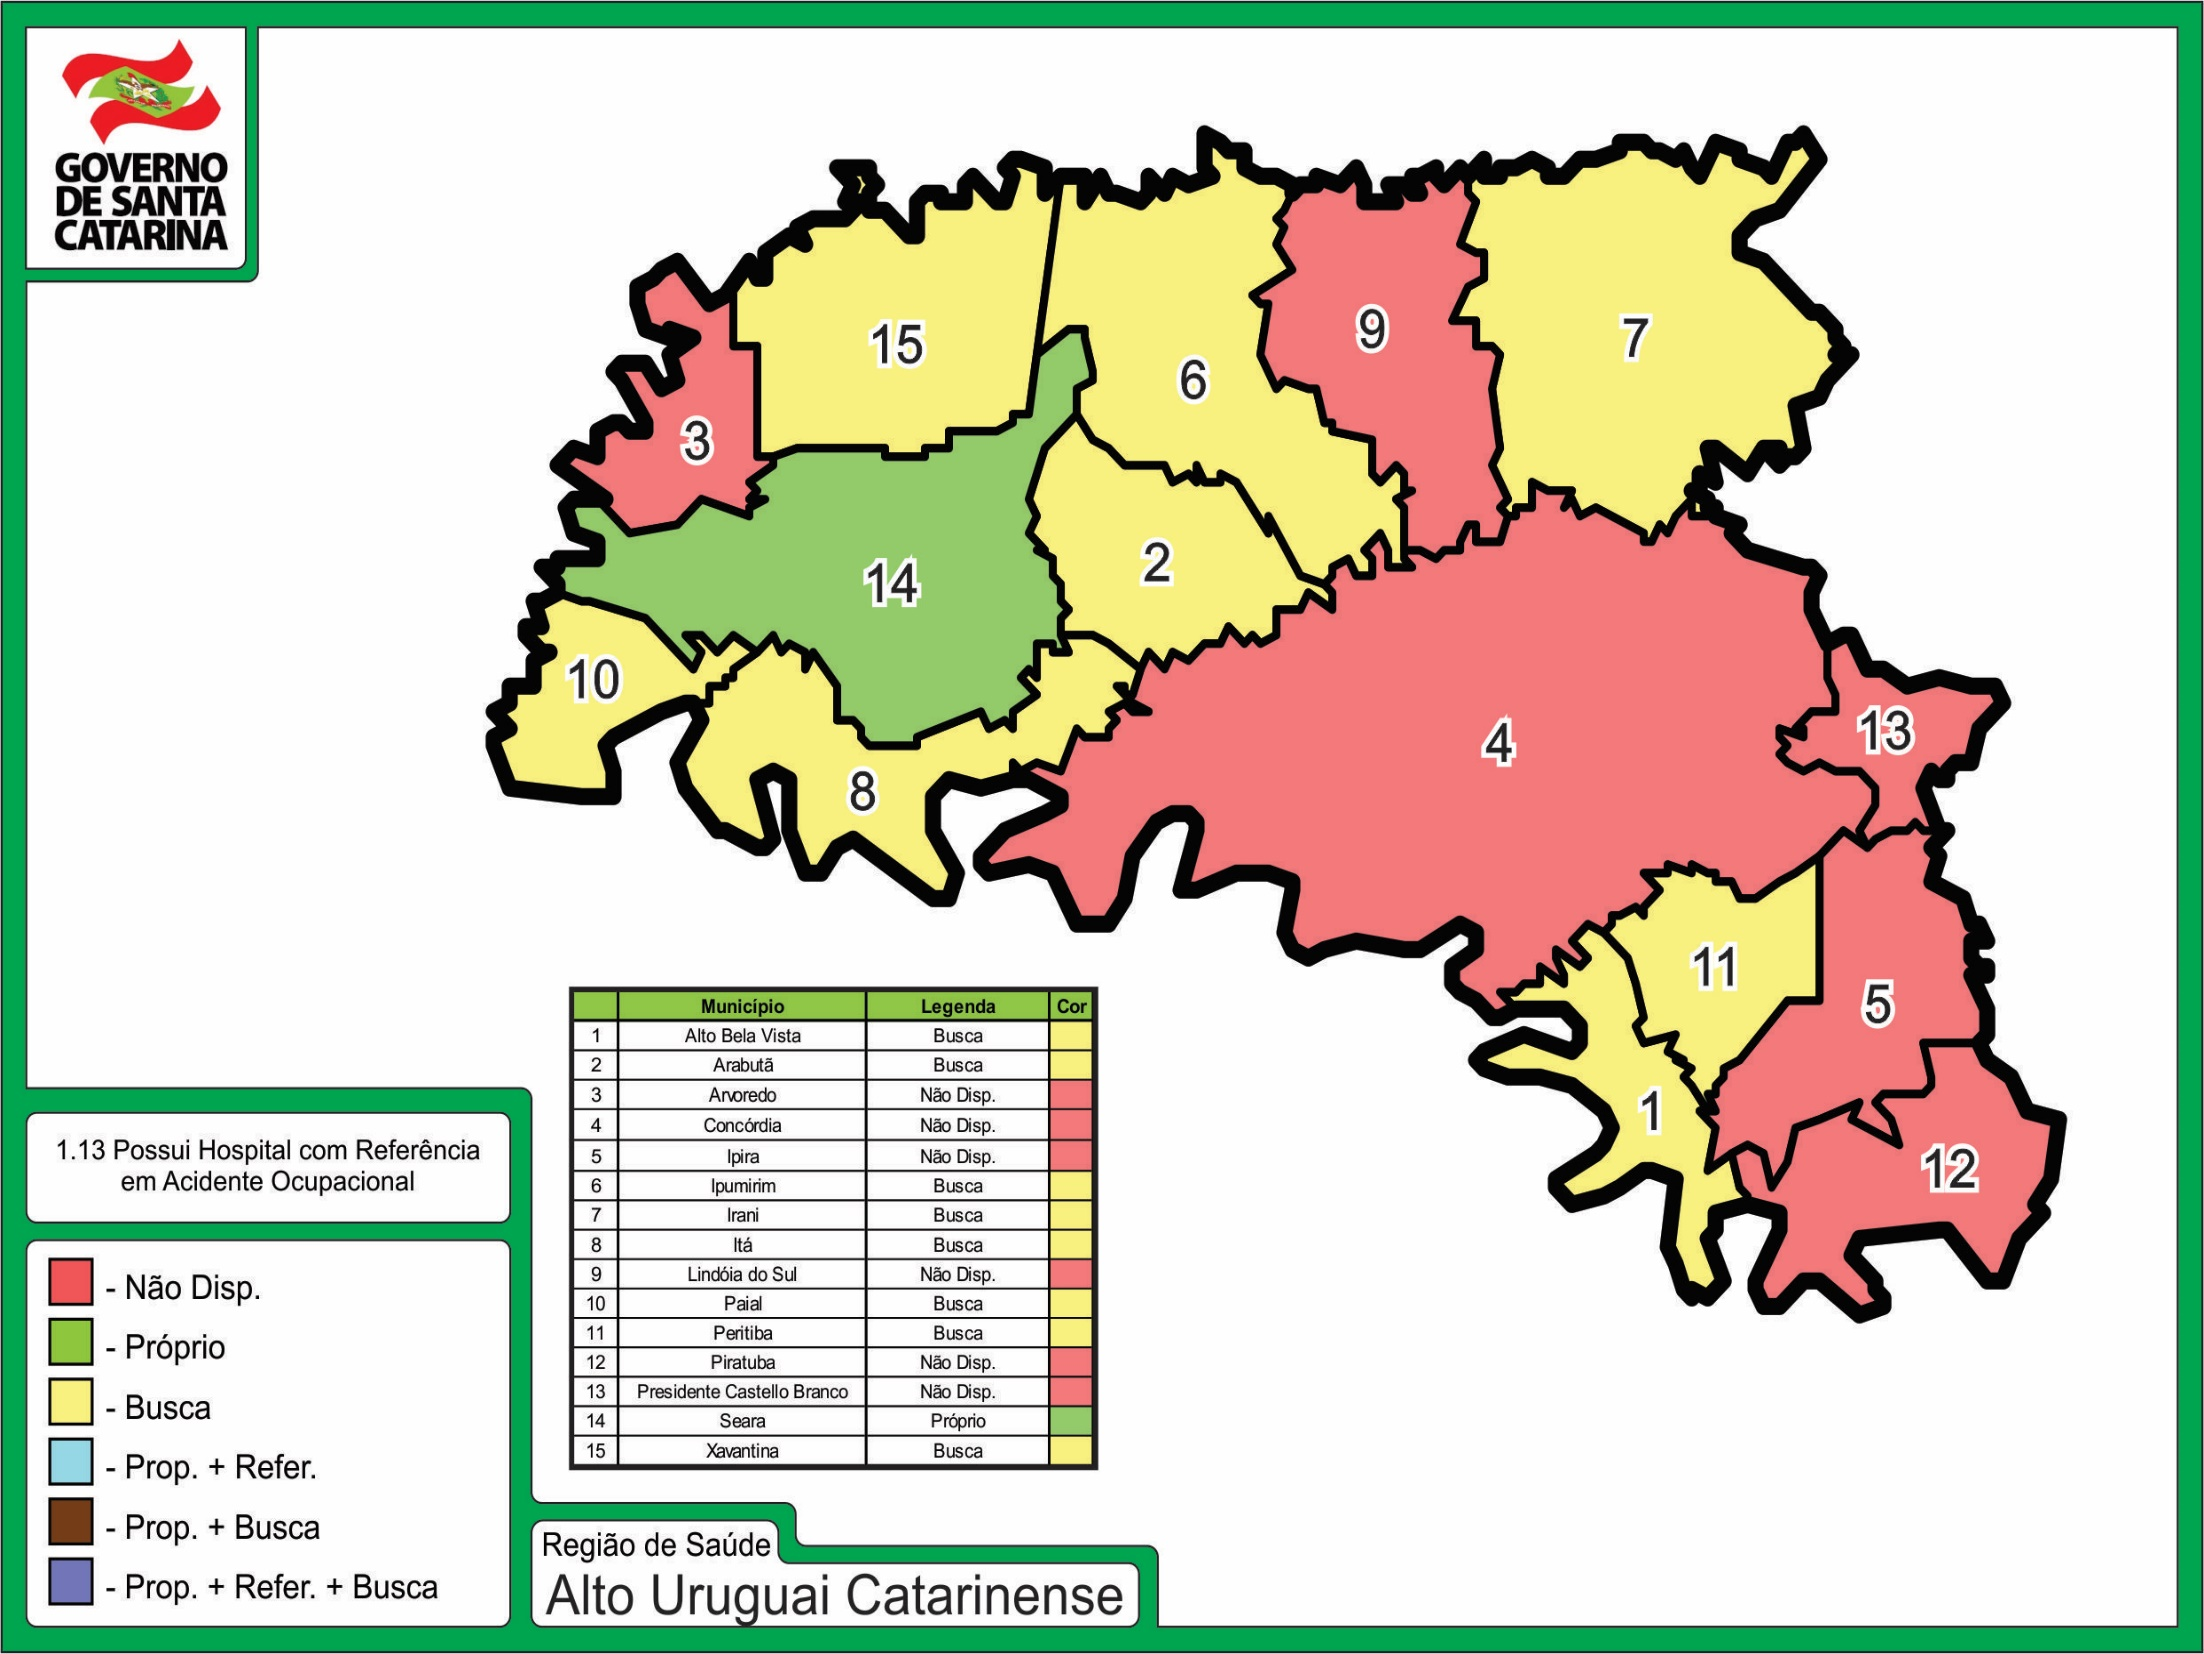 GOVERNO
DE SANTA
CATARINA
15
6
9
7
3
14
2
10
8
4
13
11
5
1
12
Município Legenda Cor
1 Alto Bela Vista Busca
2 Arabutã Busca
3 Arvoredo Não Disp.
4 Concórdia Não Disp.
5 Ipira Não Disp.
6 Ipumirim Busca
7 Irani Busca
8 Itá Busca
9 Lindóia do Sul Não Disp.
10 Paial Busca
11 Peritiba Busca
12 Piratuba Não Disp.
13 Presidente Castello Branco Não Disp.
14 Seara Próprio
15 Xavantina Busca
1.13 Possui Hospital com Referência
em Acidente Ocupacional
- Não Disp.
- Próprio
- Busca
- Prop. + Refer.
- Prop. + Busca
- Prop. + Refer. + Busca
Região de Saúde
Alto Uruguai Catarinense